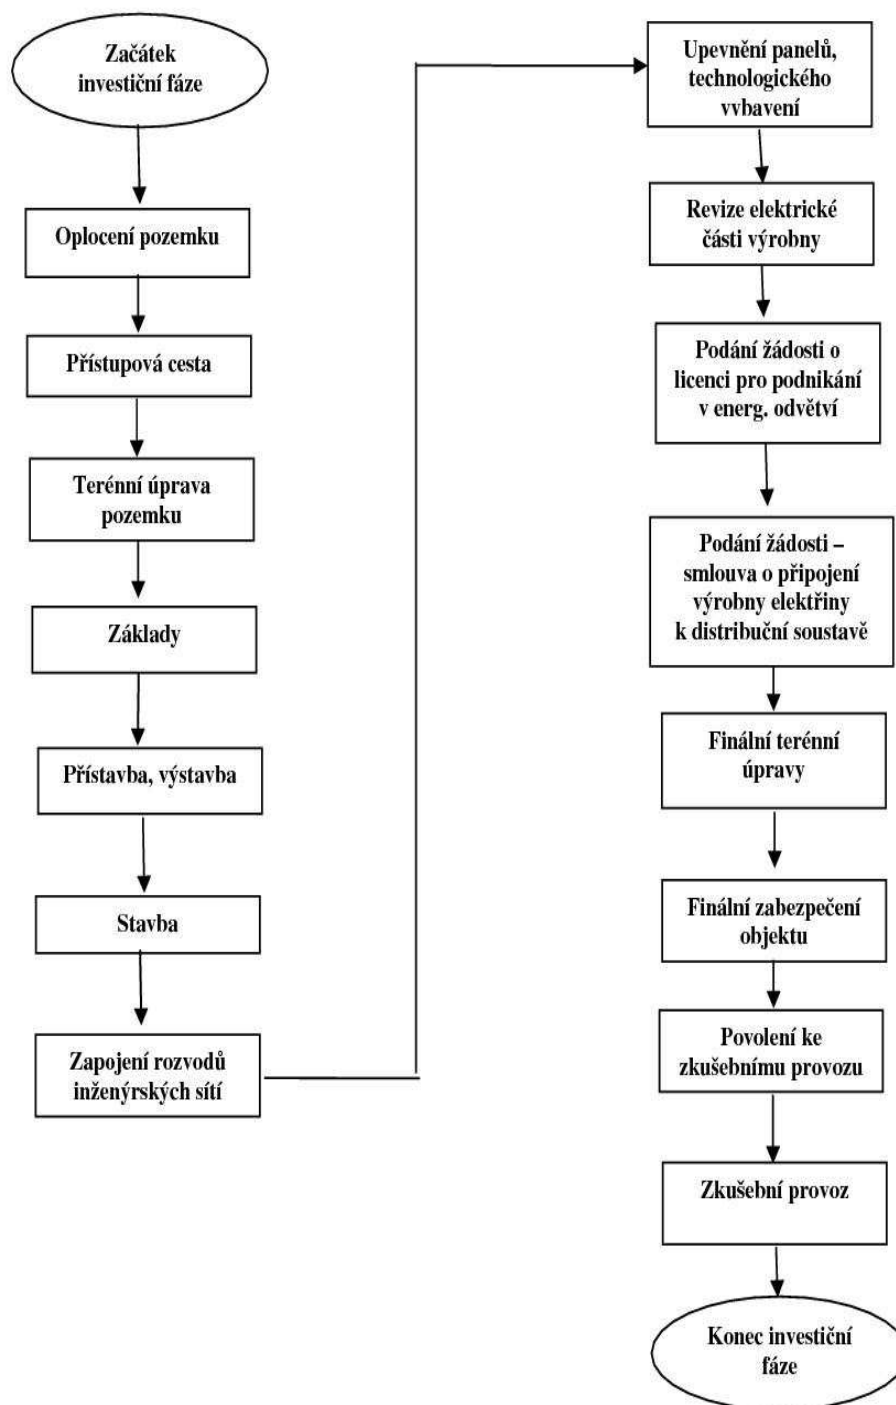 Začátek
investiční fáze
Oplocení pozemku
Přístupová cesta
Terénní úprava
pozemku
Základy
Přístavba, výstavba
Stavba
Zapojení rozvodů
inženýrských sítí
Upevnění panelů,
technologického
vvbavení
Revize elektrické
části výrobny
Podání žádosti o
licenci pro podnikání
v energ. odvětví
Podání žádosti –
smlouva o připojení
výrobny elektřiny
k distribuční soustavě
Finální terénní
úpravy
Finální zabezpečení
objektu
Povolení ke
zkušebnímu provozu
Zkušební provoz
Konec investiční
fáze